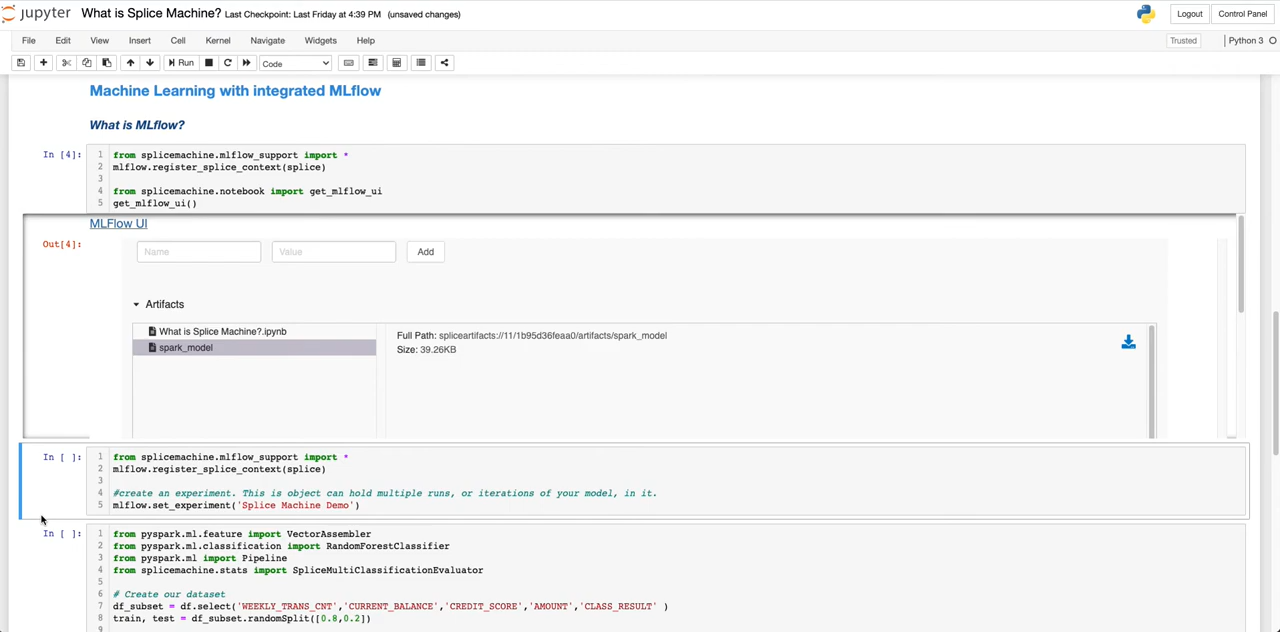 jupyter What is Splice Machine? Last Checkpoint: Last Friday at 4:39 PM (unsaved changes) Logout Control Panel
File Edit View Insert Cell Kernel Navigate Widgets Help Trusted Python 3
Run Code
Machine Learning with integrated MLflow
What is MLflow?
In [4]: 1 from splicemachine.mlflow_support import *
2 mlflow.register_splice_context(splice)
3
4 from splicemachine.notebook import get_mlflow_ui
5 get_mlflow_ui()
MLFlow UI
Out[4]:
Name Value Add
Artifacts
What is Splice Machine?.ipynb
spark_model
Full Path: spliceartifacts://11/1b95d36feaa0/artifacts/spark_model
Size: 39.26KB
In [ ]: 1 from splicemachine.mlflow_support import *
2 mlflow.register_splice_context(splice)
3
4 #create an experiment. This is object can hold multiple runs, or iterations of your model, in it.
5 mlflow.set_experiment('Splice Machine Demo')
In [ ]: 1 from pyspark.ml.feature import VectorAssembler
2 from pyspark.ml.classification import RandomForestClassifier
3 from pyspark.ml import Pipeline
4 from splicemachine.stats import SpliceMultiClassificationEvaluator
5
6 # Create our dataset
7 df_subset = df.select('WEEKLY_TRANS_CNT','CURRENT_BALANCE','CREDIT_SCORE','AMOUNT','CLASS_RESULT' )
8 train, test = df_subset.randomSplit([0.8,0.2])
9